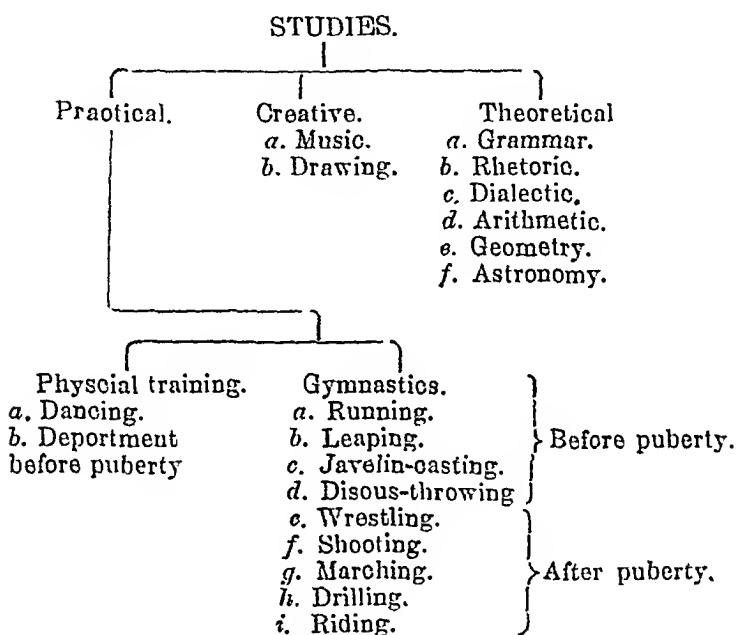 STUDIES.
Praotical.
Creative.
a. Music.
b. Drawing.
Theoretical
a. Grammar.
b. Rhetoric.
c. Dialectic.
d. Arithmetic.
e. Geometry.
f. Astronomy.
Physcial training.
a. Dancing.
b. Deportment
before puberty
Gymnastics.
a. Running.
b. Leaping.
c. Javelin-casting.
d. Disous-throwing
Before puberty.
e. Wrestling.
f. Shooting.
g. Marching.
h. Drilling.
i. Riding.
After puberty.